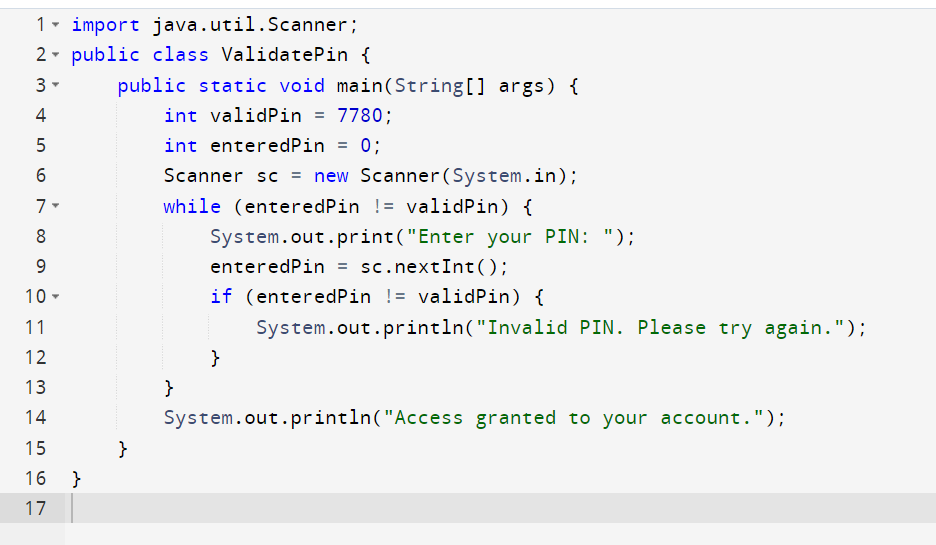 1 import java.util.Scanner;
2 public class ValidatePin {
3     public static void main(String[] args) {
4         int validPin = 7780;
5         int enteredPin = 0;
6         Scanner sc = new Scanner(System.in);
7         while (enteredPin != validPin) {
8             System.out.print("Enter your PIN: ");
9             enteredPin = sc.nextInt();
10             if (enteredPin != validPin) {
11                 System.out.println("Invalid PIN. Please try again.");
12             }
13         }
14         System.out.println("Access granted to your account.");
15     }
16 }
17